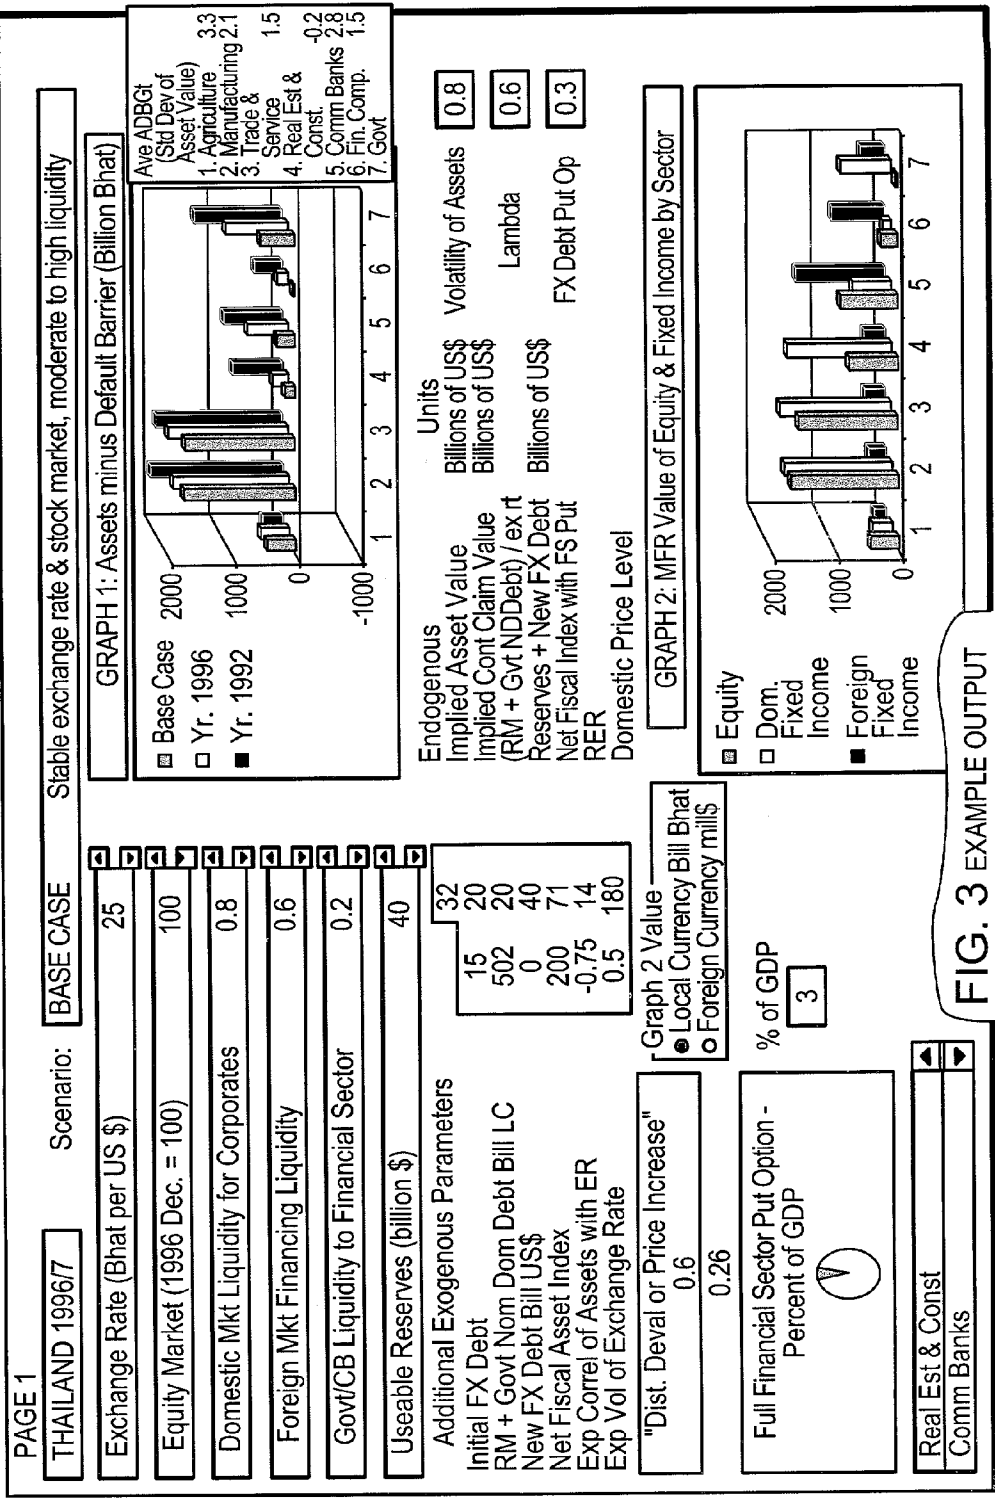 PAGE 1
THAILAND 1996/7
Scenario:
BASE CASE
Stable exchange rate & stock market, moderate to high liquidity
Exchange Rate (Bhat per US $)
25
Equity Market (1996 Dec. = 100)
100
Domestic Mkt Liquidity for Corporates
0.8
Foreign Mkt Financing Liquidity
0.6
Govt/CB Liquidity to Financial Sector
0.2
Useable Reserves (billion $)
40
Additional Exogenous Parameters
32
Initial FX Debt 15 20
RM + Govt Nom Dom Debt Bill LC 502 20
New FX Debt Bill US$ 0 40
Net Fiscal Asset Index 200 71
Exp Correl of Assets with ER -0.75 14
Exp Vol of Exchange Rate 0.5 180
"Dist. Deval or Price Increase"
0.6
0.26
Graph 2 Value
Local Currency Bill Bhat
Foreign Currency mill$
Full Financial Sector Put Option -
Percent of GDP
% of GDP
3
Real Est & Const
Comm Banks
GRAPH 1: Assets minus Default Barrier (Billion Bhat)
Base Case
Yr. 1996
Yr. 1992
2000
1000
0
-1000
1 2 3 4 5 6 7
Ave ADBGt
(Std Dev of
Asset Value)
1. Agriculture 3.3
2. Manufacturing 2.1
3. Trade &
Service 1.5
4. Real Est &
Const. -0.2
5. Comm Banks 2.8
6. Fin. Comp. 1.5
7. Govt
Endogenous Units
Implied Asset Value Billions of US$
Implied Cont Claim Value Billions of US$
(RM + Gvt NDDebt) / ex rt
Reserves + New FX Debt Billions of US$
Net Fiscal Index with FS Put
RER
Domestic Price Level
Volatility of Assets 0.8
Lambda 0.6
FX Debt Put Op 0.3
GRAPH 2: MFR Value of Equity & Fixed Income by Sector
Equity
Dom.
Fixed
Income
Foreign
Fixed
Income
2000
1000
0
1 2 3 4 5 6 7
FIG. 3 EXAMPLE OUTPUT